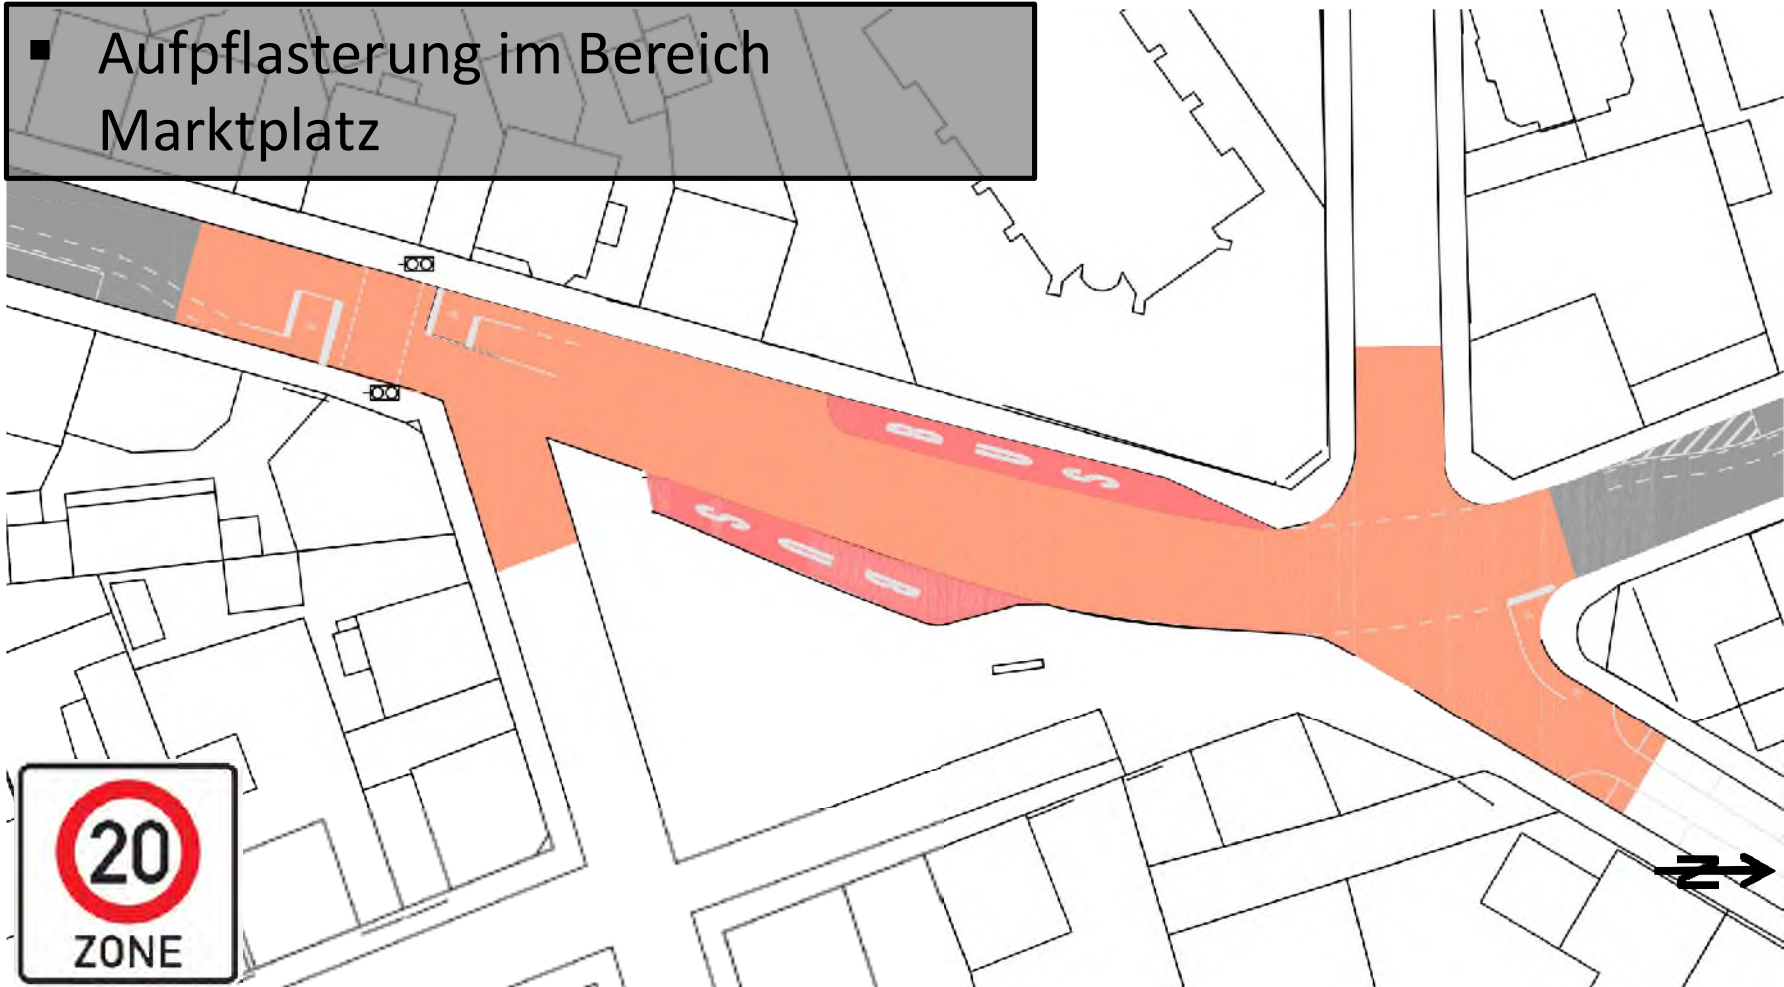 ▪ Aufpflasterung im Bereich
Marktplatz
BUS
BUS
20
ZONE
N